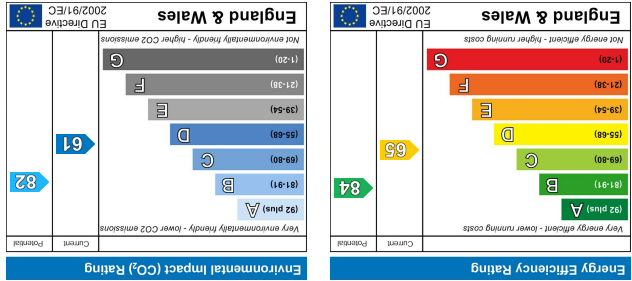 Energy Efficiency Rating
Current Potential
Very energy efficient - lower running costs
(92 plus) A
(81-91) B
(69-80) C
(55-68) D
(39-54) E
(21-38) F
(1-20) G
65
84
Not energy efficient - higher running costs
England & Wales
EU Directive
2002/91/EC
Environmental Impact (CO₂) Rating
Current Potential
Very environmentally friendly - lower CO2 emissions
(92 plus) A
(81-91) B
(69-80) C
(55-68) D
(39-54) E
(21-38) F
(1-20) G
61
82
Not environmentally friendly - higher CO2 emissions
England & Wales
EU Directive
2002/91/EC